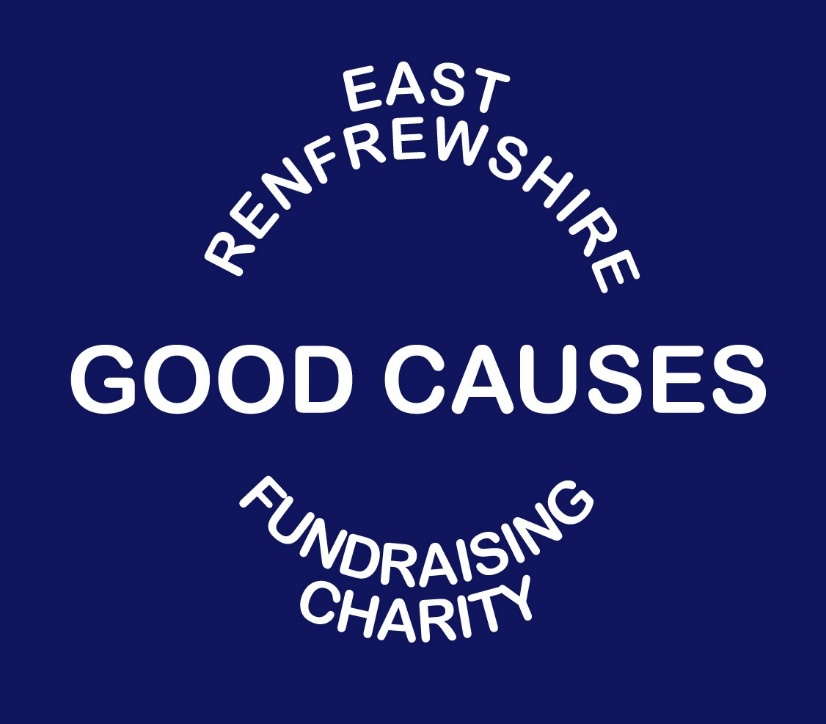 EAST
RENFREWSHIRE
GOOD CAUSES
FUNDRAISING
CHARITY